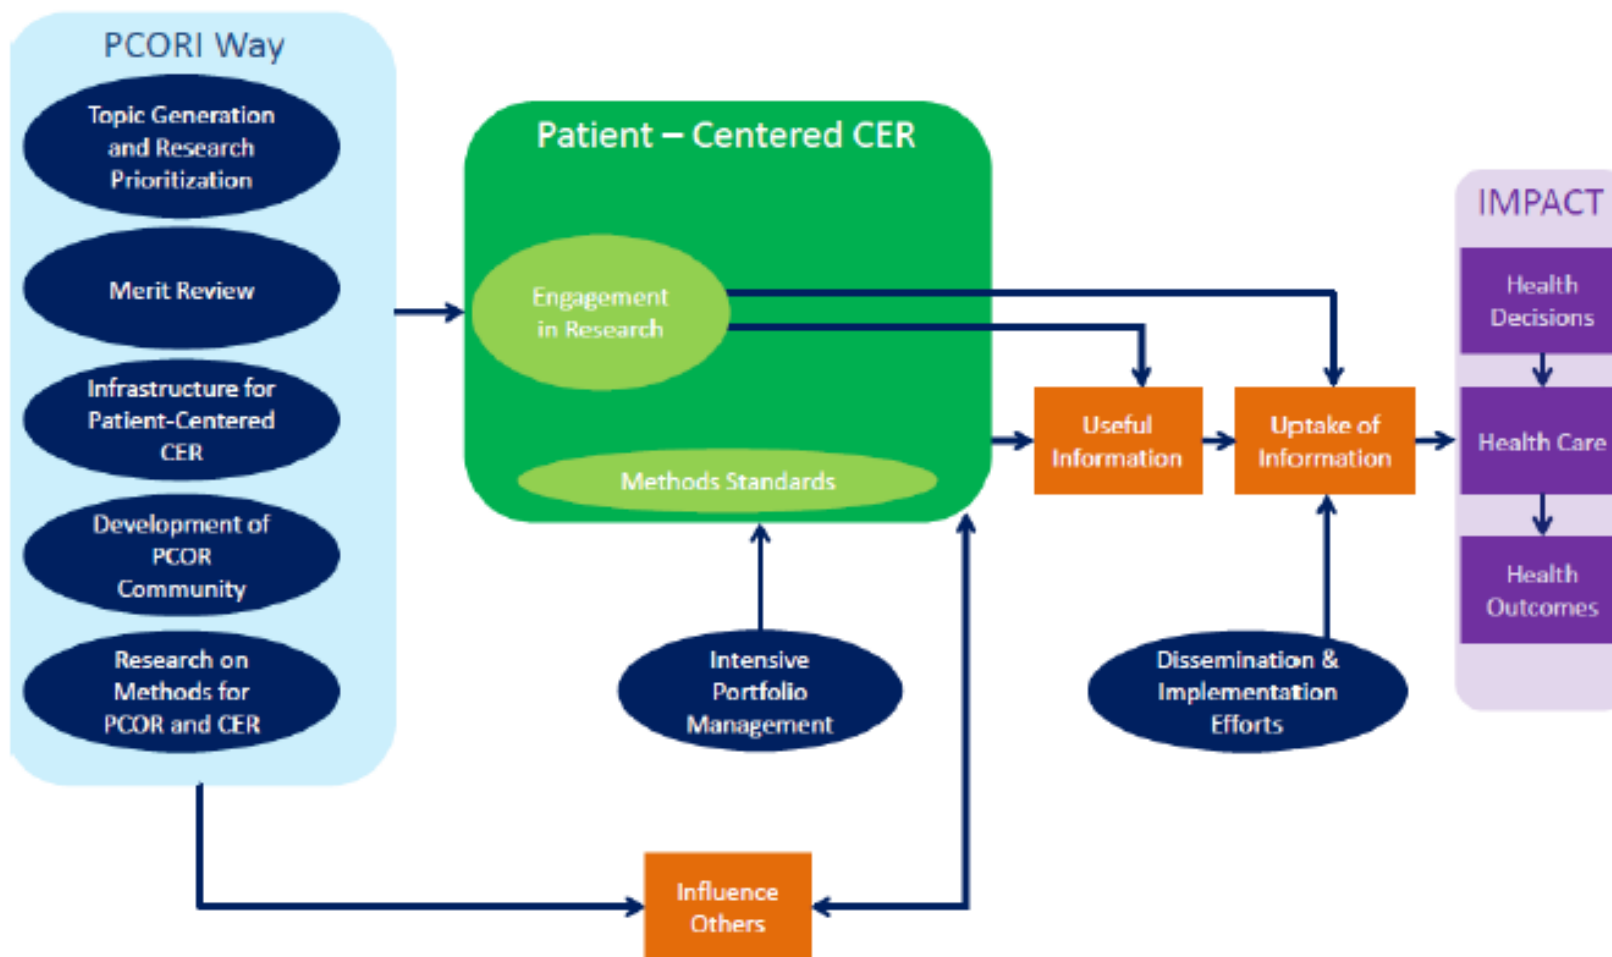 PCORI Way
Topic Generation
and Research
Prioritization
Merit Review
Infrastructure for
Patient-Centered
CER
Development of
PCOR
Community
Research on
Methods for
PCOR and CER
Patient – Centered CER
Engagement
in Research
Methods Standards
Intensive
Portfolio
Management
Influence
Others
Useful
Information
Uptake of
Information
Dissemination &
Implementation
Efforts
IMPACT
Health
Decisions
Health Care
Health
Outcomes